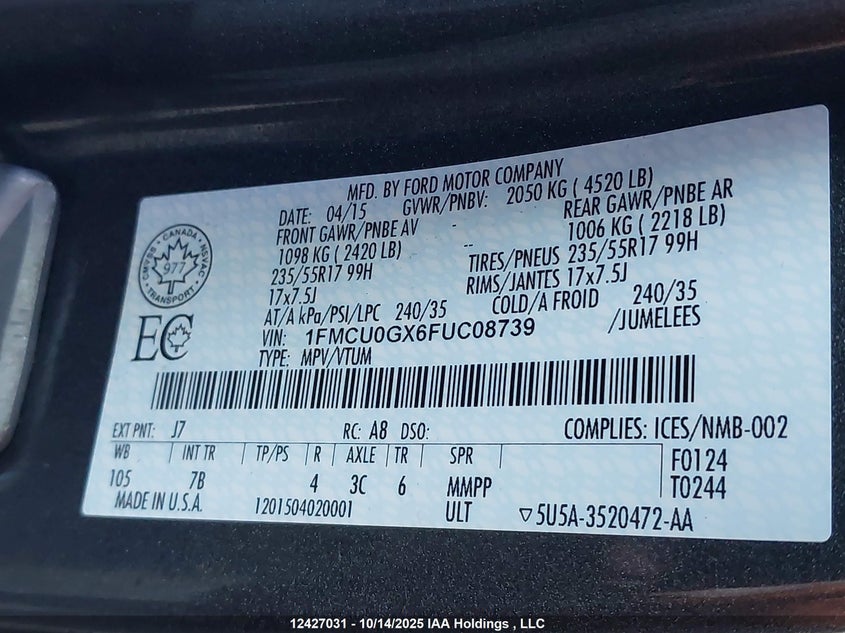 MFD. BY FORD MOTOR COMPANY
DATE: 04/15 GVWR/PNBV: 2050 KG ( 4520 LB)
FRONT GAWR/PNBE AV -- REAR GAWR/PNBE AR
1098 KG ( 2420 LB) -- 1006 KG ( 2218 LB)
235/55R17 99H TIRES/PNEUS 235/55R17 99H
17x7.5J RIMS/JANTES 17x7.5J
AT/A kPa/PSI/LPC 240/35 COLD/A FROID 240/35
VIN: 1FMCU0GX6FUC08739 /JUMELEES
TYPE: MPV/VTUM
CANADA
CMVSS NSVAC
977
TRANSPORT
EC
EXT PNT: J7 RC: A8 DSO: COMPLIES: ICES/NMB-002
WB INT TR TP/PS R AXLE TR SPR F0124
105 7B 4 3C 6 MMPP T0244
MADE IN U.S.A. 1201504020001 ULT ▽5U5A-3520472-AA
12427031 - 10/14/2025 IAA Holdings , LLC